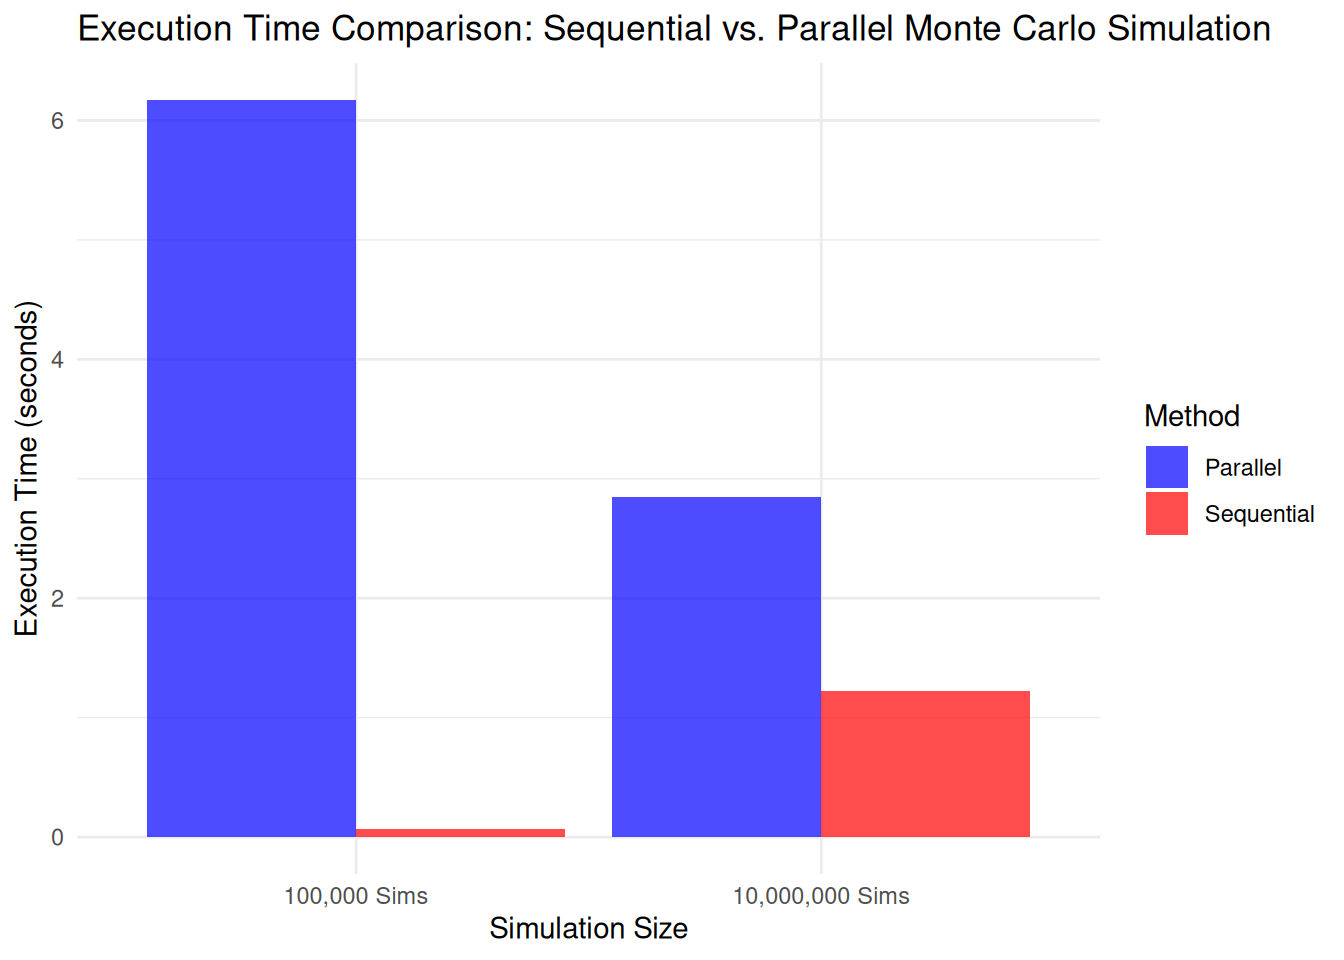 Execution Time Comparison: Sequential vs. Parallel Monte Carlo Simulation
Execution Time (seconds)
6
4
2
0
100,000 Sims
10,000,000 Sims
Simulation Size
Method
Parallel
Sequential